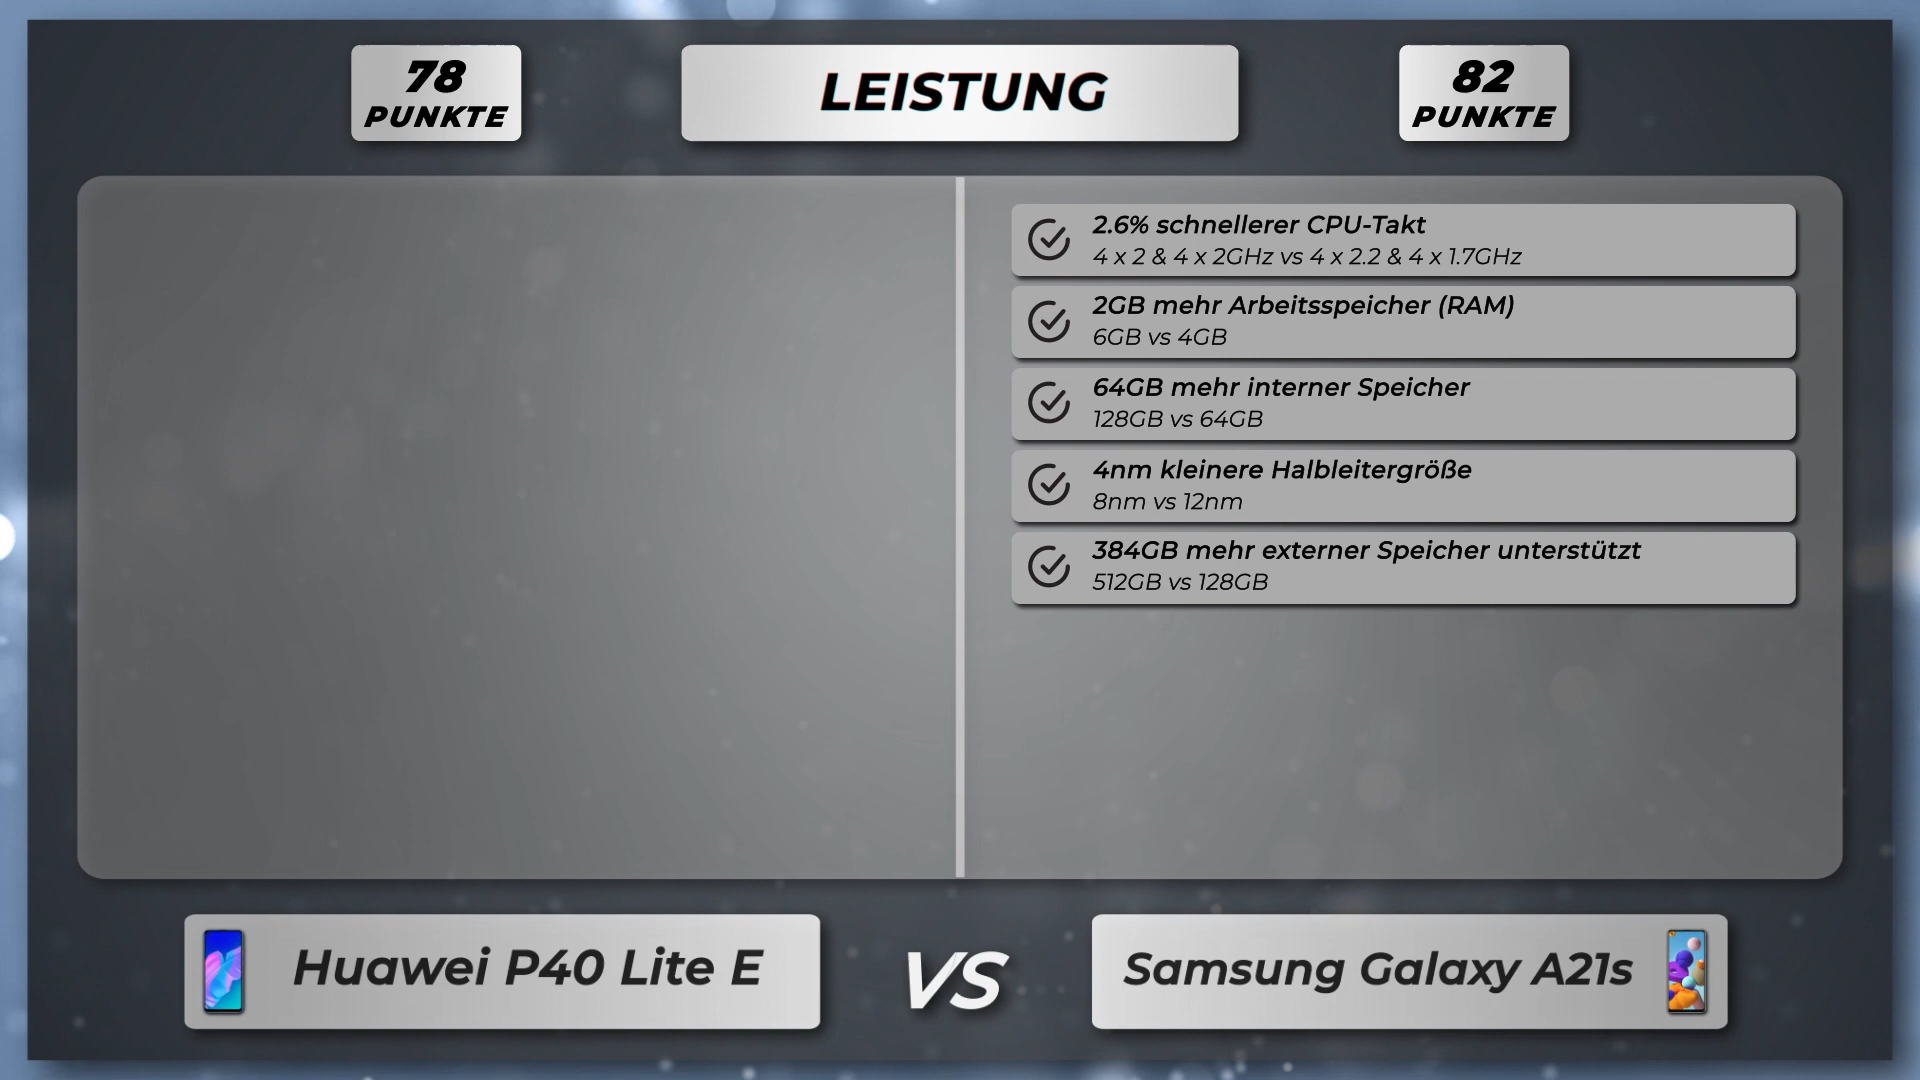 78
PUNKTE
LEISTUNG
82
PUNKTE
2.6% schnellerer CPU-Takt
4 x 2 & 4 x 2GHz vs 4 x 2.2 & 4 x 1.7GHz
2GB mehr Arbeitsspeicher (RAM)
6GB vs 4GB
64GB mehr interner Speicher
128GB vs 64GB
4nm kleinere Halbleitergröße
8nm vs 12nm
384GB mehr externer Speicher unterstützt
512GB vs 128GB
Huawei P40 Lite E
VS
Samsung Galaxy A21s